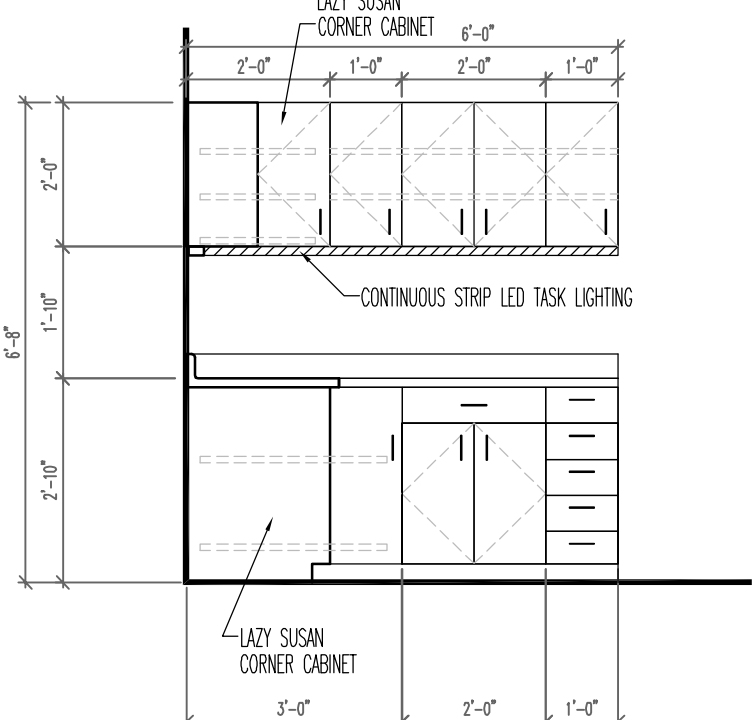 LAZY SUSAN
CORNER CABINET
6'-0"
2'-0"
1'-0"
2'-0"
1'-0"
2'-0"
CONTINUOUS STRIP LED TASK LIGHTING
1'-10"
6'-8"
2'-10"
LAZY SUSAN
CORNER CABINET
3'-0"
2'-0"
1'-0"